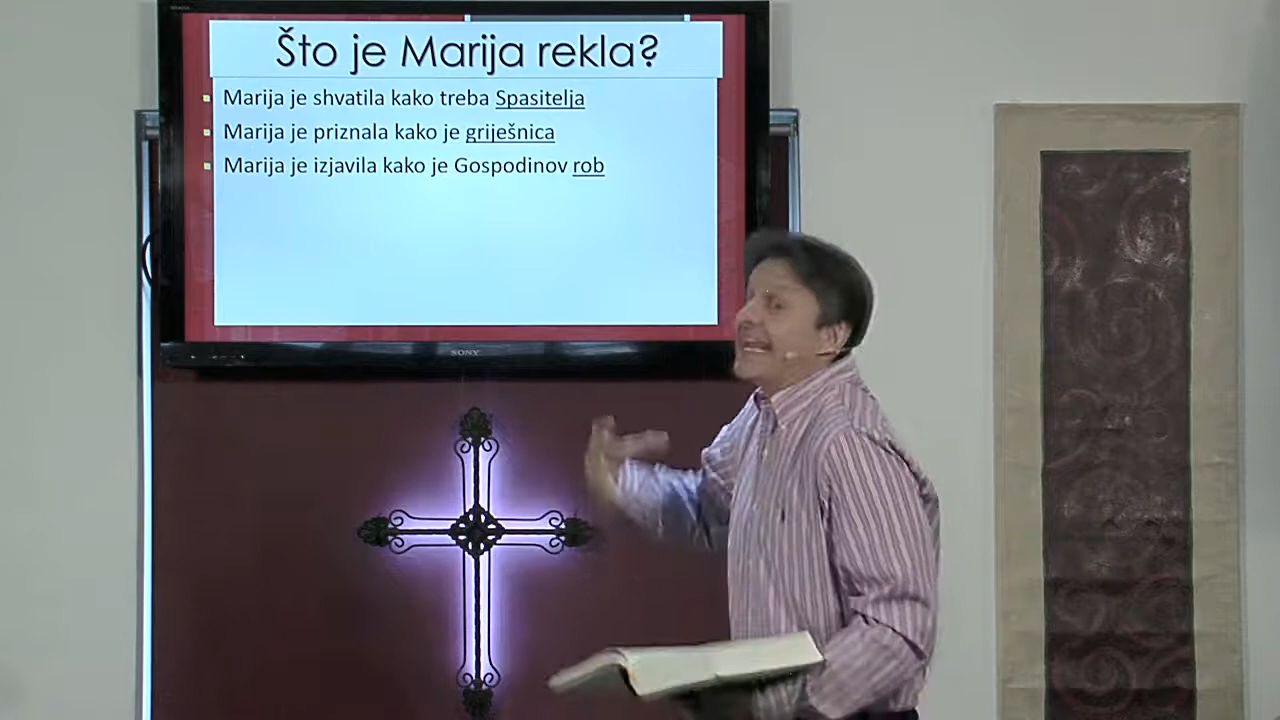 Što je Marija rekla?
Marija je shvatila kako treba Spasitelja
Marija je priznala kako je griješnica
Marija je izjavila kako je Gospodinov rob
SONY